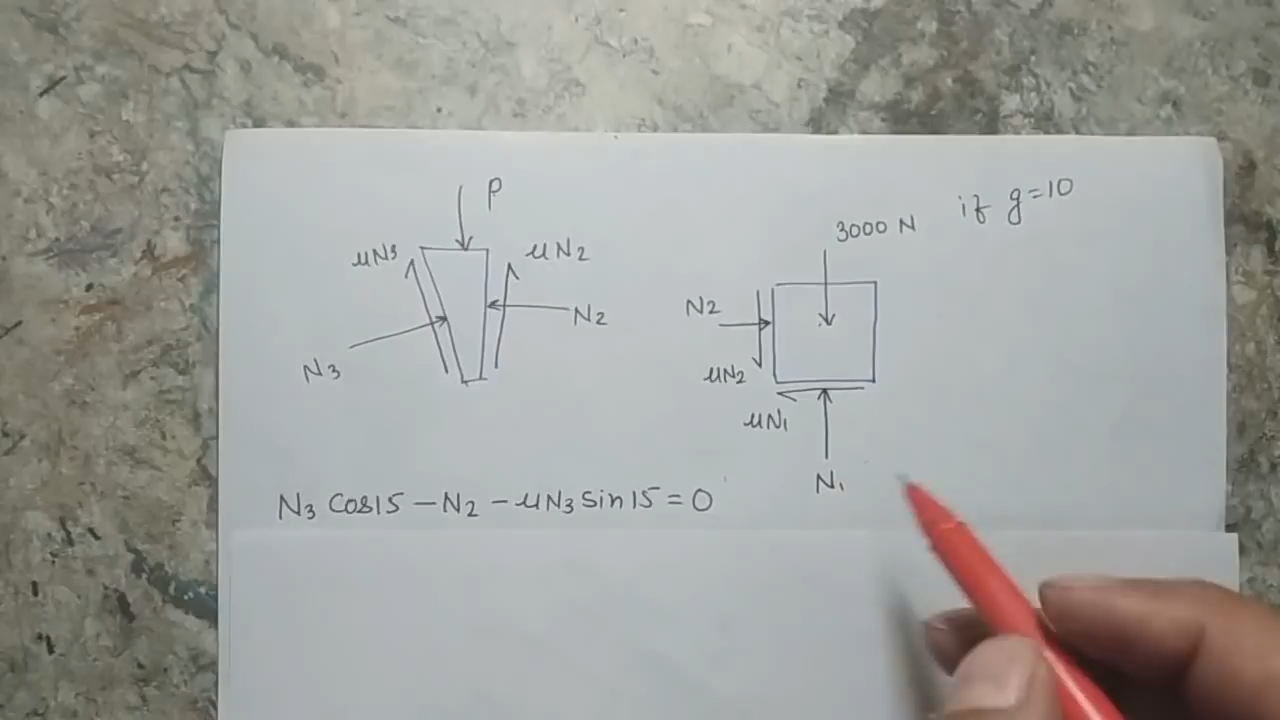 P
μN3
μN2
N3
N2
3000 N
if g=10
N2
μN2
μN1
N1
N3 Cos15 – N2 – μN3 Sin15 = 0